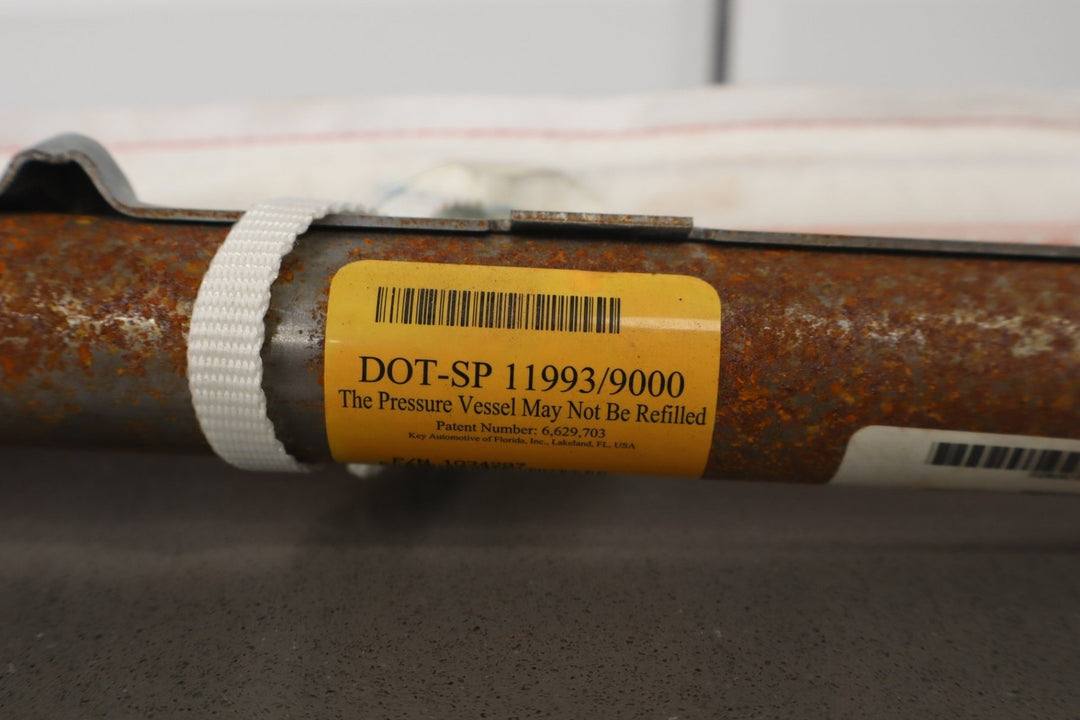 DOT-SP 11993/9000
The Pressure Vessel May Not Be Refilled
Patent Number: 6,629,703
Key Automotive of Florida, Inc., Lakeland, FL, USA